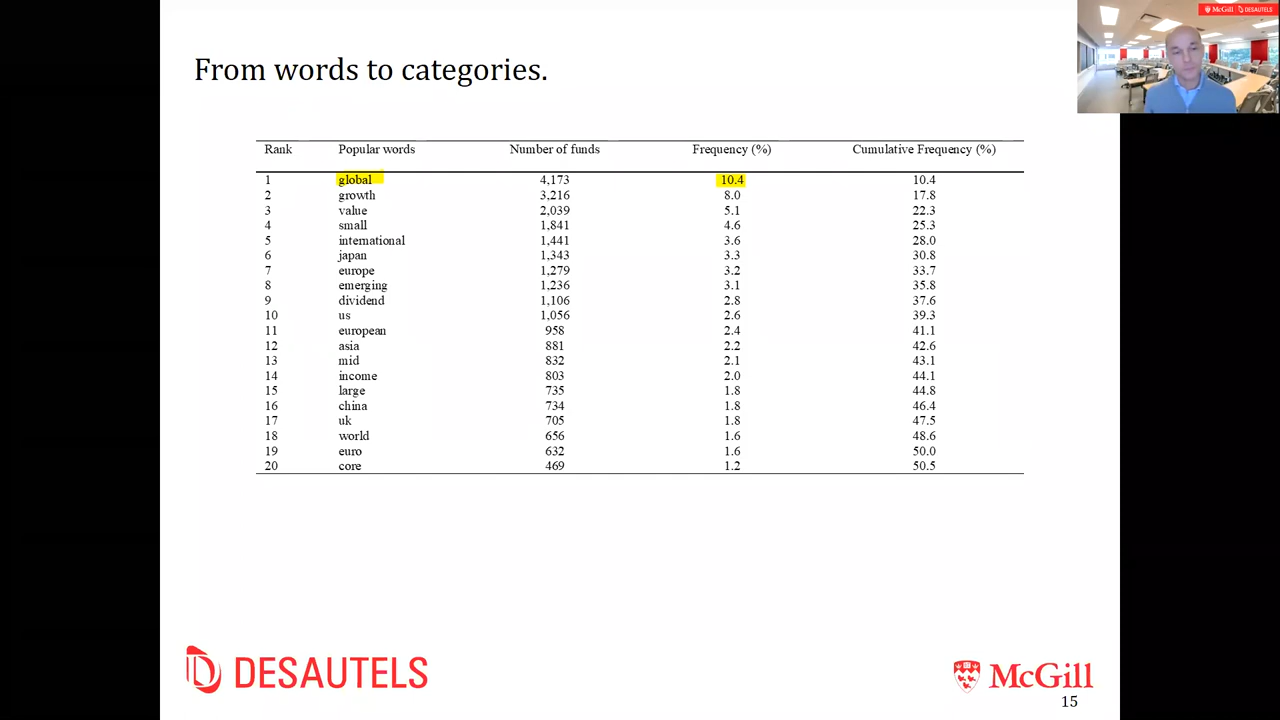 McGill DESAUTELS
From words to categories.
Rank Popular words Number of funds Frequency (%) Cumulative Frequency (%)
1 global 4,173 10.4 10.4
2 growth 3,216 8.0 17.8
3 value 2,039 5.1 22.3
4 small 1,841 4.6 25.3
5 international 1,441 3.6 28.0
6 japan 1,343 3.3 30.8
7 europe 1,279 3.2 33.7
8 emerging 1,236 3.1 35.8
9 dividend 1,106 2.8 37.6
10 us 1,056 2.6 39.3
11 european 958 2.4 41.1
12 asia 881 2.2 42.6
13 mid 832 2.1 43.1
14 income 803 2.0 44.1
15 large 735 1.8 44.8
16 china 734 1.8 46.4
17 uk 705 1.8 47.5
18 world 656 1.6 48.6
19 euro 632 1.6 50.0
20 core 469 1.2 50.5
DESAUTELS
McGill
15